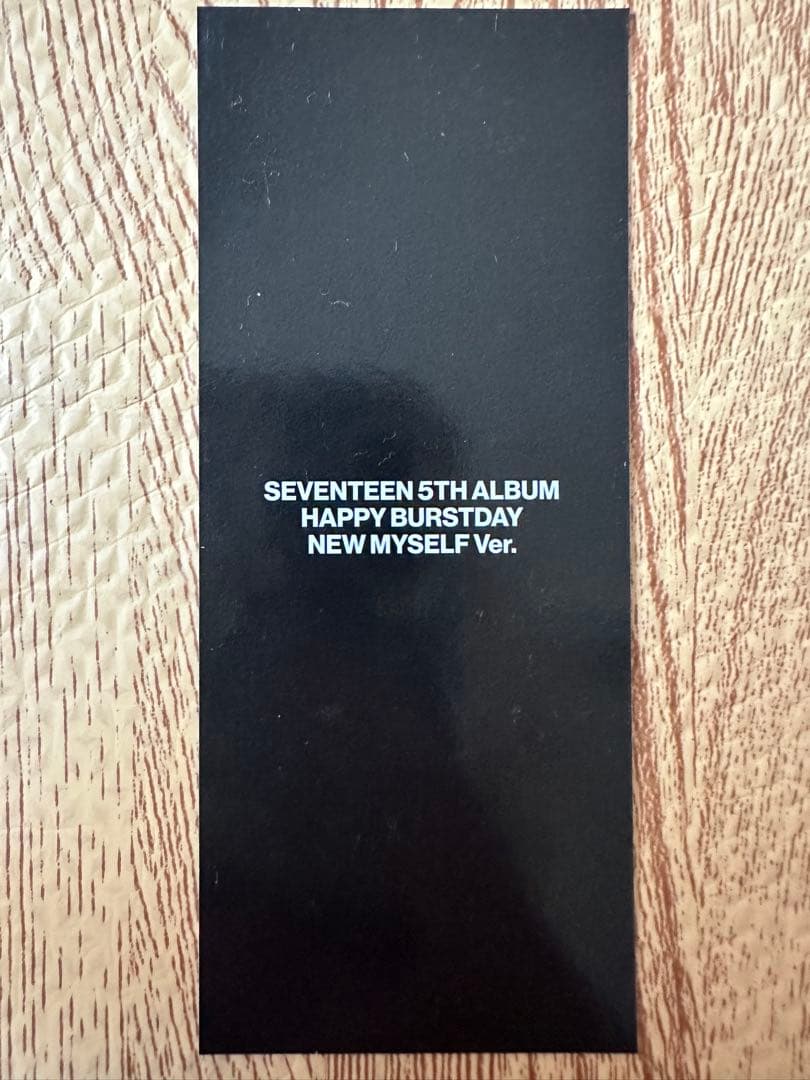 SEVENTEEN 5TH ALBUM
HAPPY BURSTDAY
NEW MYSELF Ver.